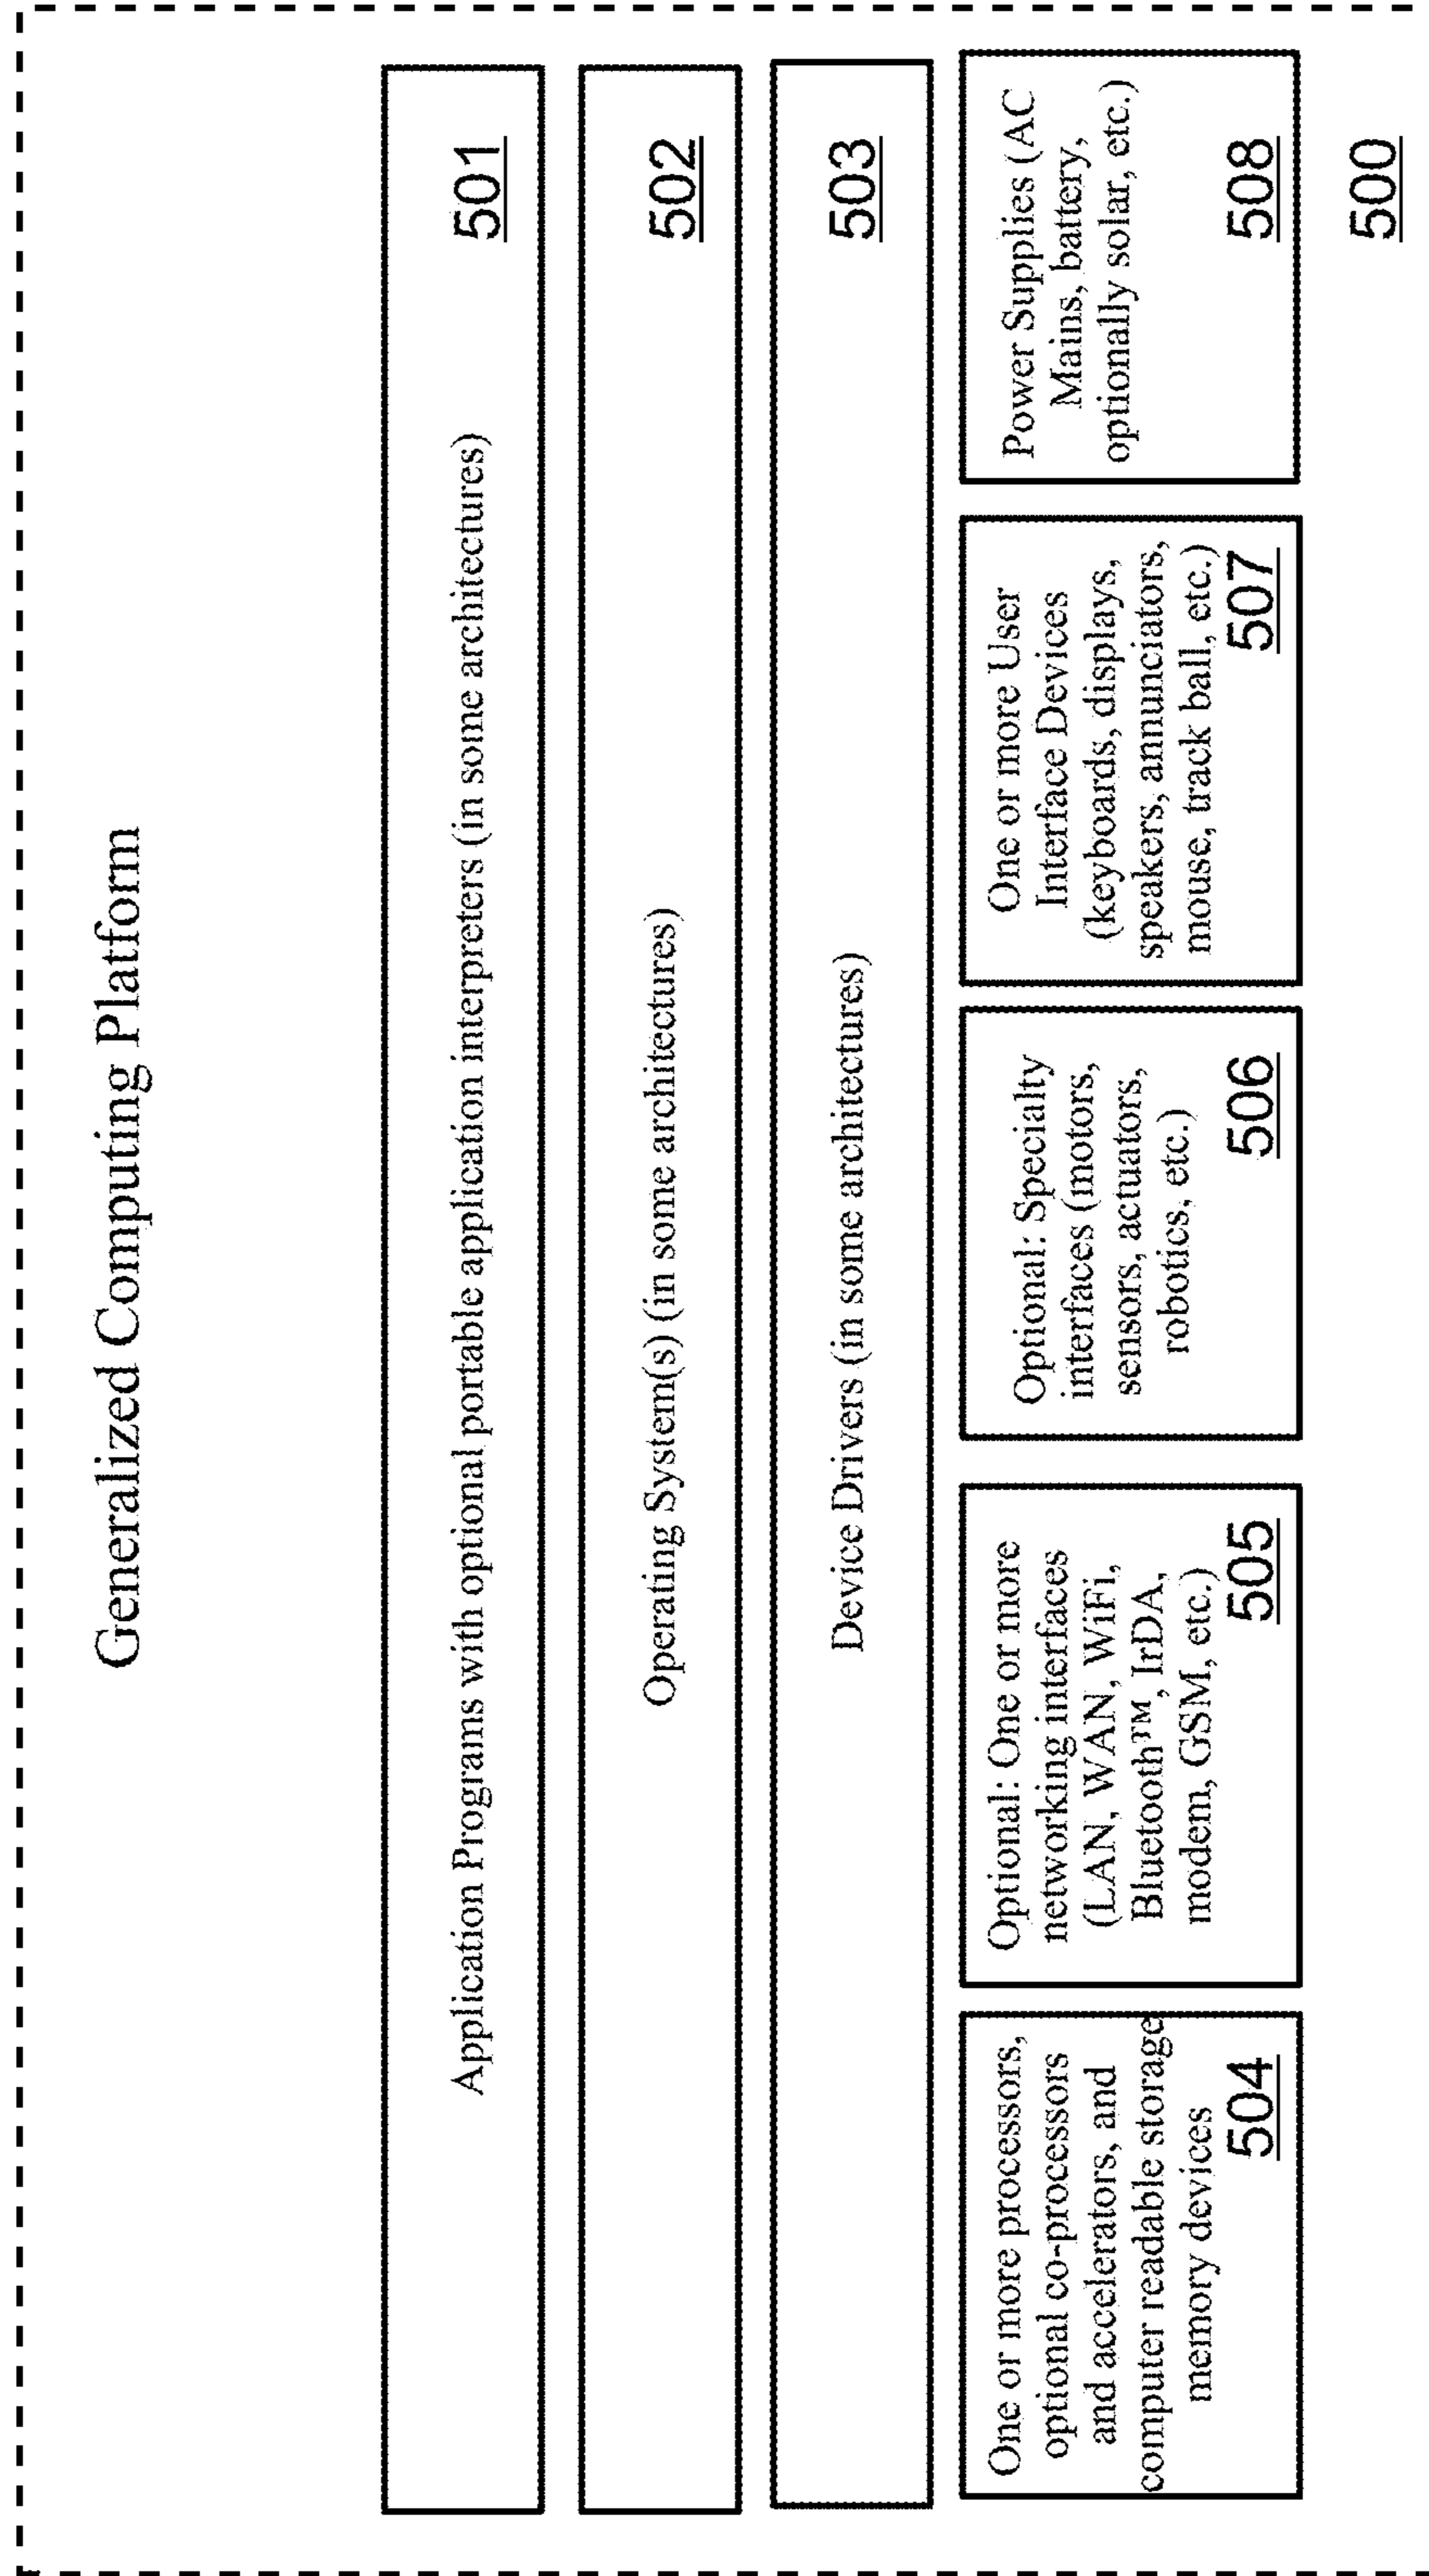 Generalized Computing Platform
Application Programs with optional portable application interpreters (in some architectures)
501
Operating System(s) (in some architectures)
502
Device Drivers (in some architectures)
503
One or more processors,
optional co-processors
and accelerators, and
computer readable storage
memory devices
504
Optional: One or more
networking interfaces
(LAN, WAN, WiFi,
Bluetooth™, IrDA,
modem, GSM, etc.)
505
Optional: Specialty
interfaces (motors,
sensors, actuators,
robotics, etc.)
506
One or more User
Interface Devices
(keyboards, displays,
speakers, annunciators,
mouse, track ball, etc.)
507
Power Supplies (AC
Mains, battery,
optionally solar, etc.)
508
500